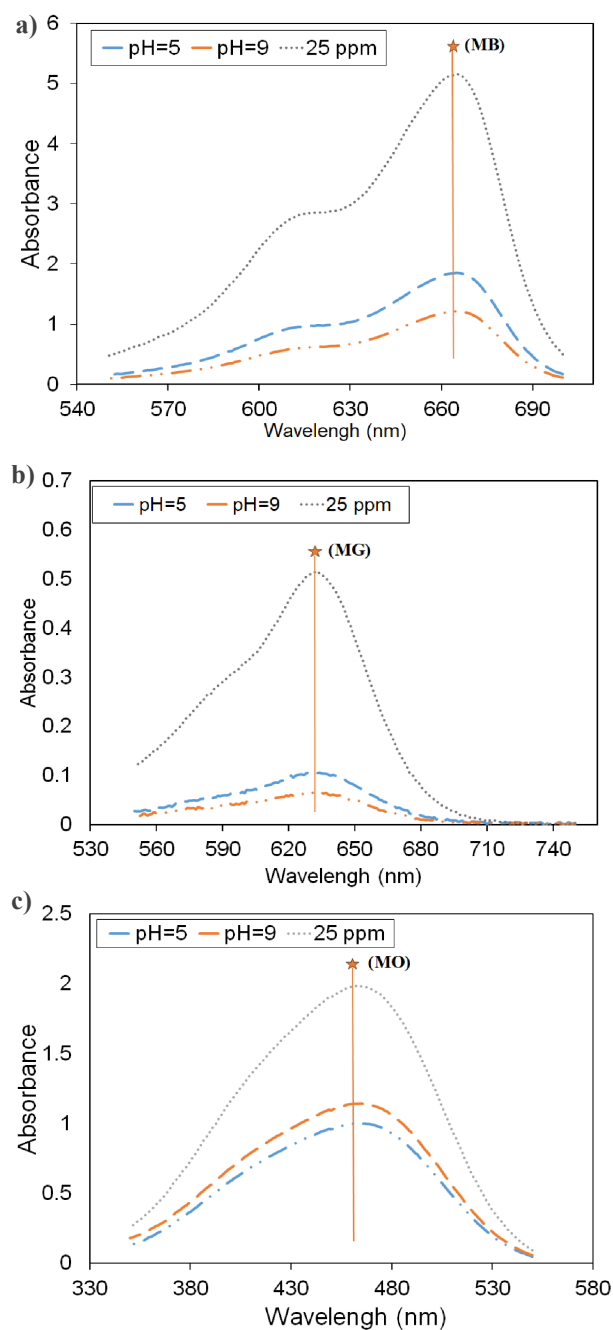 a)
6
pH=5 pH=9 25 ppm
(MB)
5
4
3
2
1
0
Absorbance
540 570 600 630 660 690
Wavelengh (nm)
b)
0.7
pH=5 pH=9 25 ppm
0.6
(MG)
0.5
0.4
0.3
0.2
0.1
0
Absorbance
530 560 590 620 650 680 710 740
Wavelengh (nm)
c)
2.5
pH=5 pH=9 25 ppm
(MO)
2
1.5
1
0.5
0
Absorbance
330 380 430 480 530 580
Wavelengh (nm)